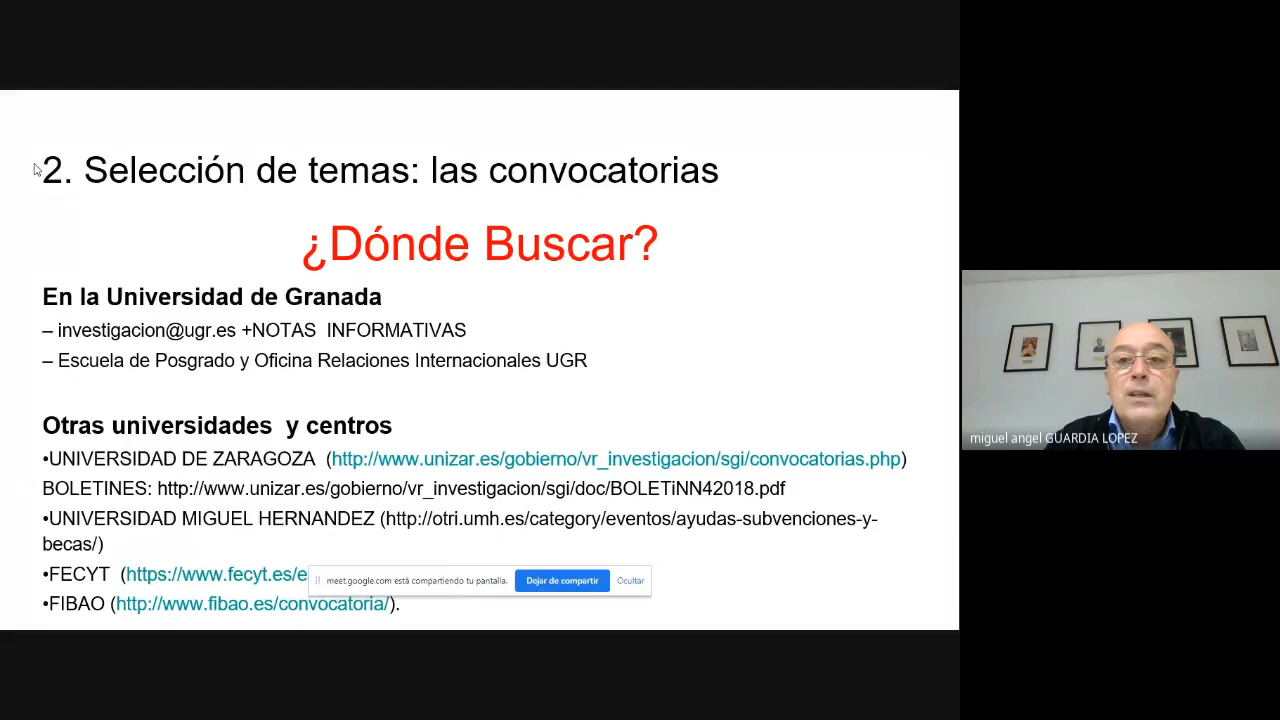 2. Selección de temas: las convocatorias
¿Dónde Buscar?
En la Universidad de Granada
– investigacion@ugr.es +NOTAS INFORMATIVAS
– Escuela de Posgrado y Oficina Relaciones Internacionales UGR
Otras universidades y centros
•UNIVERSIDAD DE ZARAGOZA (http://www.unizar.es/gobierno/vr_investigacion/sgi/convocatorias.php)
BOLETINES: http://www.unizar.es/gobierno/vr_investigacion/sgi/doc/BOLETiNN42018.pdf
•UNIVERSIDAD MIGUEL HERNANDEZ (http://otri.umh.es/category/eventos/ayudas-subvenciones-y-
becas/)
•FECYT (https://www.fecyt.es/e
meet.google.com está compartiendo tu pantalla. Dejar de compartir Ocultar
•FIBAO (http://www.fibao.es/convocatoria/).
miguel angel GUARDIA LOPEZ